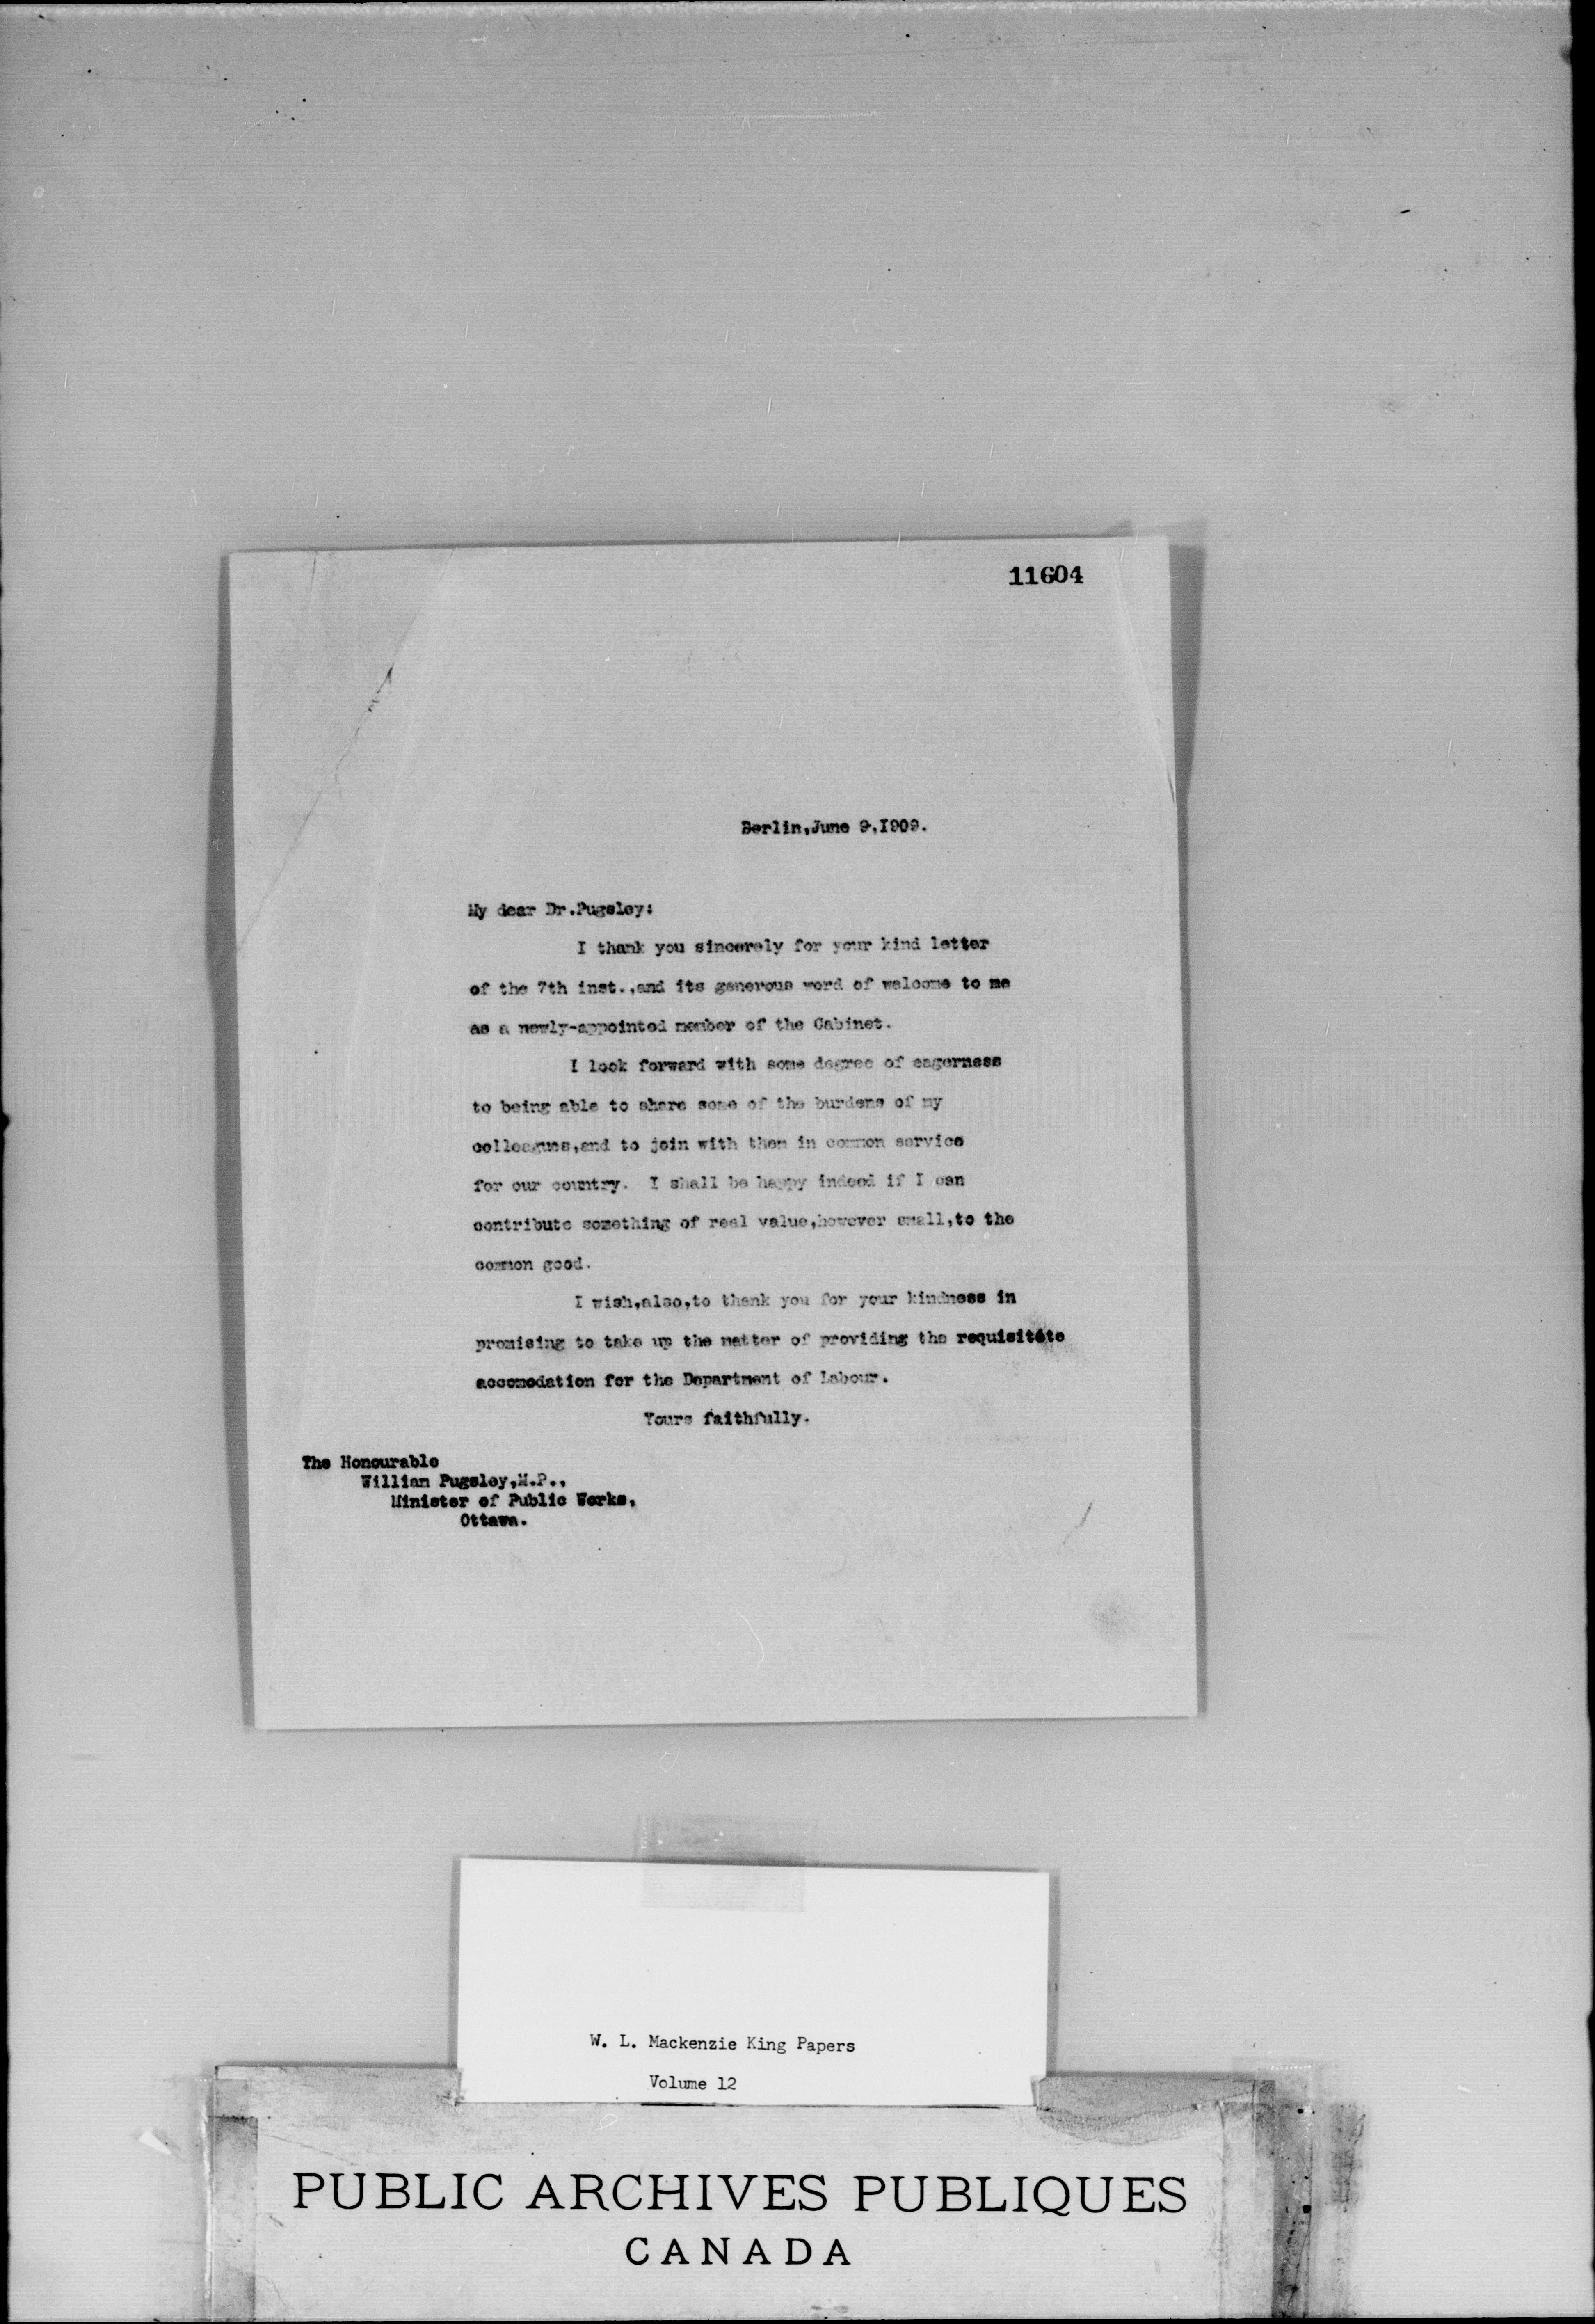 11604
Berlin,June 9,I909.
My dear Dr.Pugsley:
I thank you sincerely for your kind letter
of the 7th inst.,and its generous word of welcome to me
as a newly-appointed member of the Cabinet.
I look forward with some degree of eagerness
to being able to share some of the burdens of my
colleagues,and to join with them in common service
for our country. I shall be happy indeed if I can
contribute something of real value,however small,to the
common good.
I wish,also,to thank you for your kindness in
promising to take up the matter of providing the requisitete
accomodation for the Department of Labour.
Yours faithfully.
The Honourable
William Pugsley,M.P.,
Minister of Public Works,
Ottawa.
W. L. Mackenzie King Papers
Volume 12
PUBLIC ARCHIVES PUBLIQUES
CANADA